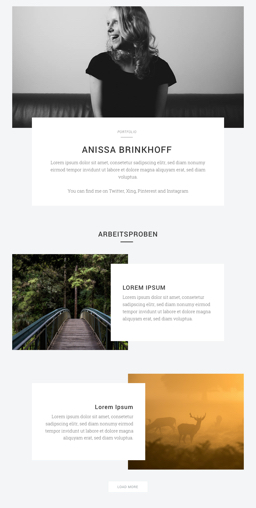 PORTFOLIO
ANISSA BRINKHOFF
Lorem ipsum dolor sit amet, consetetur sadipscing elitr, sed diam nonumy
eirmod tempor invidunt ut labore et dolore magna aliquyam erat, sed diam
voluptua.
You can find me on Twitter, Xing, Pinterest and Instagram
ARBEITSPROBEN
LOREM IPSUM
Lorem ipsum dolor sit amet, consetetur
sadipscing elitr, sed diam nonumy eirmod
tempor invidunt ut labore et dolore magna
aliquyam erat, sed diam voluptua.
Lorem Ipsum
Lorem ipsum dolor sit amet, consetetur
sadipscing elitr, sed diam nonumy eirmod
tempor invidunt ut labore et dolore magna
aliquyam erat, sed diam voluptua.
LOAD MORE